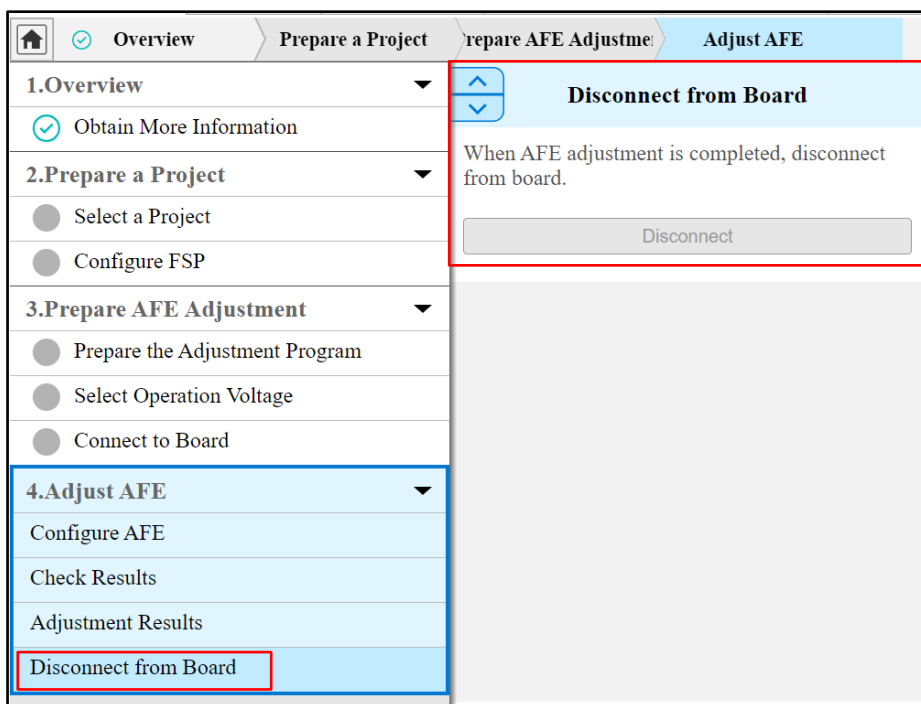 Overview
Prepare a Project
repare AFE Adjustme
Adjust AFE
1.Overview
Obtain More Information
2.Prepare a Project
Select a Project
Configure FSP
3.Prepare AFE Adjustment
Prepare the Adjustment Program
Select Operation Voltage
Connect to Board
4.Adjust AFE
Configure AFE
Check Results
Adjustment Results
Disconnect from Board
Disconnect from Board
When AFE adjustment is completed, disconnect
from board.
Disconnect